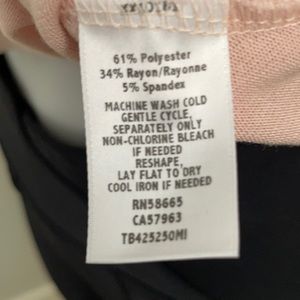 61% Polyester
34% Rayon/Rayonne
5% Spandex
MACHINE WASH COLD
GENTLE CYCLE,
SEPARATELY ONLY
NON-CHLORINE BLEACH
IF NEEDED
RESHAPE,
LAY FLAT TO DRY
COOL IRON IF NEEDED
RN58665
CA57963
TB425250MI